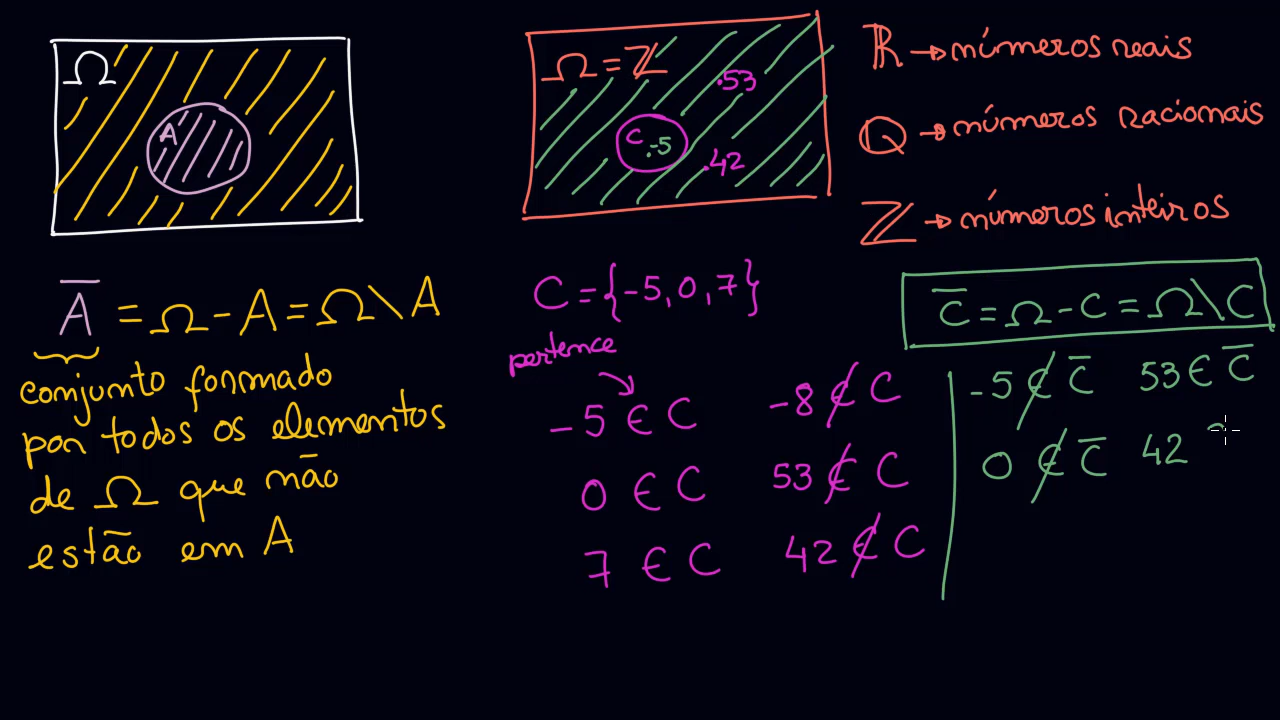 Ω
A
A̅ = Ω - A = Ω \ A
conjunto formado
por todos os elementos
de Ω que não
estão em A
Ω = ℤ
.53
C .-5
.42
C = {-5, 0, 7}
pertence
-5 ∈ C -8 ∉ C
0 ∈ C 53 ∉ C
7 ∈ C 42 ∉ C
ℝ → números reais
ℚ → números racionais
ℤ → números inteiros
C̅ = Ω - C = Ω \ C
-5 ∉ C̅ 53 ∈ C̅
0 ∉ C̅ 42